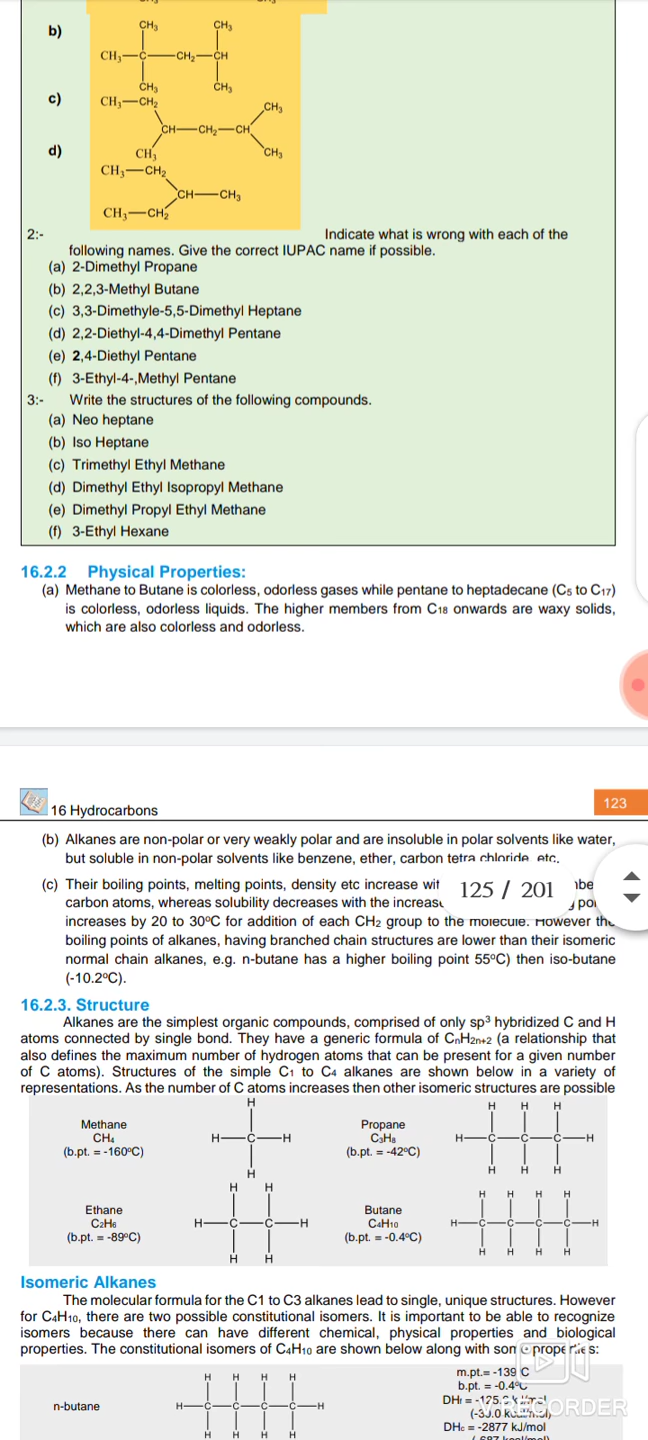 b)
CH3 CH3
CH3—C—CH2—CH
CH3 CH3
c) CH3—CH2
CH3
CH—CH2—CH
d) CH3 CH3
CH3—CH2
CH—CH3
CH3—CH2
2:- Indicate what is wrong with each of the
following names. Give the correct IUPAC name if possible.
(a) 2-Dimethyl Propane
(b) 2,2,3-Methyl Butane
(c) 3,3-Dimethyle-5,5-Dimethyl Heptane
(d) 2,2-Diethyl-4,4-Dimethyl Pentane
(e) 2,4-Diethyl Pentane
(f) 3-Ethyl-4-,Methyl Pentane
3:- Write the structures of the following compounds.
(a) Neo heptane
(b) Iso Heptane
(c) Trimethyl Ethyl Methane
(d) Dimethyl Ethyl Isopropyl Methane
(e) Dimethyl Propyl Ethyl Methane
(f) 3-Ethyl Hexane
16.2.2 Physical Properties:
(a) Methane to Butane is colorless, odorless gases while pentane to heptadecane (C5 to C17)
is colorless, odorless liquids. The higher members from C18 onwards are waxy solids,
which are also colorless and odorless.
16 Hydrocarbons 123
(b) Alkanes are non-polar or very weakly polar and are insoluble in polar solvents like water,
but soluble in non-polar solvents like benzene, ether, carbon tetra chloride, etc.
(c) Their boiling points, melting points, density etc increase
125 / 201
carbon atoms, whereas solubility decreases with the
increases by 20 to 30ºC for addition of each CH2 group to the molecule. However the
boiling points of alkanes, having branched chain structures are lower than their isomeric
normal chain alkanes, e.g. n-butane has a higher boiling point 55ºC) then iso-butane
(-10.2ºC).
16.2.3. Structure
Alkanes are the simplest organic compounds, comprised of only sp3 hybridized C and H
atoms connected by single bond. They have a generic formula of CnH2n+2 (a relationship that
also defines the maximum number of hydrogen atoms that can be present for a given number
of C atoms). Structures of the simple C1 to C4 alkanes are shown below in a variety of
representations. As the number of C atoms increases then other isomeric structures are possible
Methane
CH4
(b.pt. = -160ºC)
H
H—C—H
H
Propane
C3H8
(b.pt. = -42ºC)
H H H
H—C—C—C—H
H H H
Ethane
C2H6
(b.pt. = -89ºC)
H H
H—C—C—H
H H
Butane
C4H10
(b.pt. = -0.4ºC)
H H H H
H—C—C—C—C—H
H H H H
Isomeric Alkanes
The molecular formula for the C1 to C3 alkanes lead to single, unique structures. However
for C4H10, there are two possible constitutional isomers. It is important to be able to recognize
isomers because there can have different chemical, physical properties and biological
properties. The constitutional isomers of C4H10 are shown below along with some properties:
n-butane
H H H H
H—C—C—C—C—H
H H H H
m.pt.= -139ºC
b.pt. = -0.4ºC
V RECORDER
DHc = -2877 kJ/mol